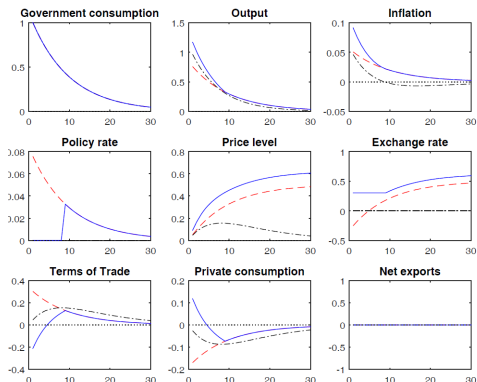 Government consumption
1
0.5
0
0 10 20 30
Output
1.5
1
0.5
0
0 10 20 30
Inflation
0.1
0.05
0
-0.05
0 10 20 30
Policy rate
0.08
0.06
0.04
0.02
0
0 10 20 30
Price level
0.8
0.6
0.4
0.2
0
0 10 20 30
Exchange rate
1
0.5
0
-0.5
0 10 20 30
Terms of Trade
0.4
0.2
0
-0.2
-0.4
0 10 20 30
Private consumption
0.2
0.1
0
-0.1
-0.2
0 10 20 30
Net exports
1
0.5
0
-0.5
-1
0 10 20 30